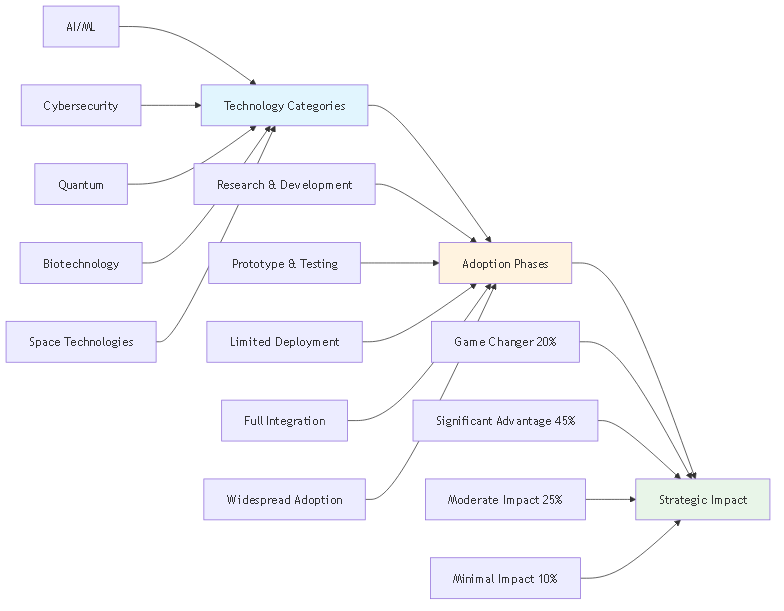 AI/ML
Cybersecurity
Technology Categories
Quantum
Research & Development
Biotechnology
Prototype & Testing
Adoption Phases
Space Technologies
Limited Deployment
Game Changer 20%
Full Integration
Significant Advantage 45%
Widespread Adoption
Moderate Impact 25%
Strategic Impact
Minimal Impact 10%